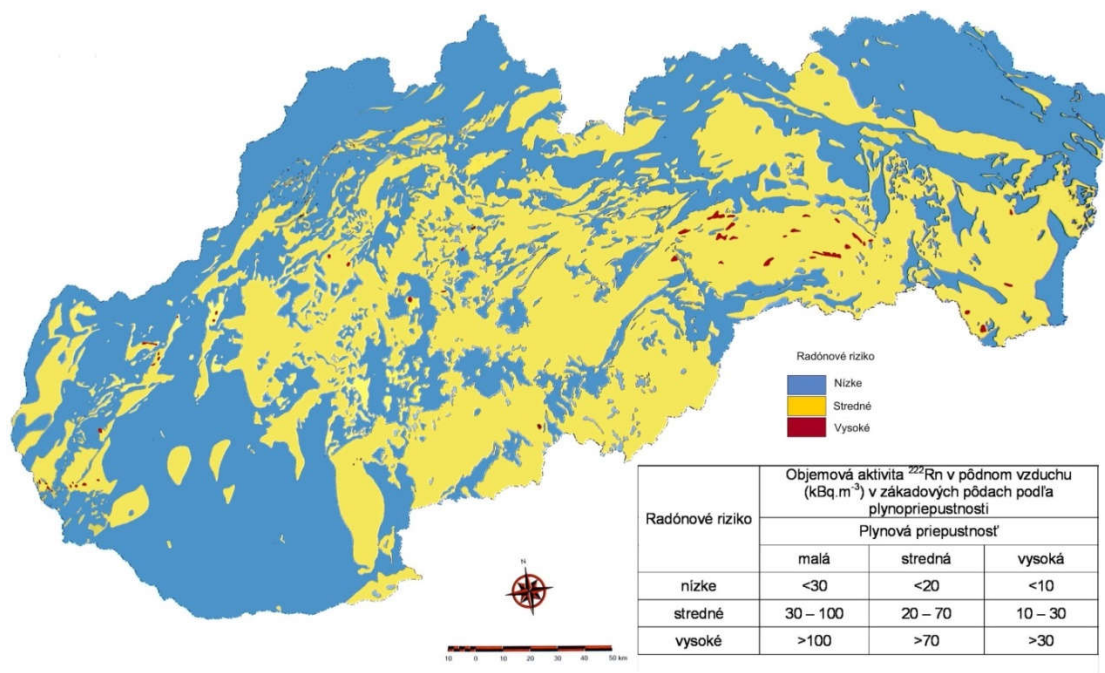 Radónové riziko
Nízke
Stredné
Vysoké
Radónové riziko
Objemová aktivita ²²²Rn v pôdnom vzduchu
(kBq.m⁻³) v zákadových pôdach podľa
plynopriepustnosti
Plynová priepustnosť
malá stredná vysoká
nízke <30 <20 <10
stredné 30 – 100 20 – 70 10 – 30
vysoké >100 >70 >30
N
10 0 10 20 30 40 50 km